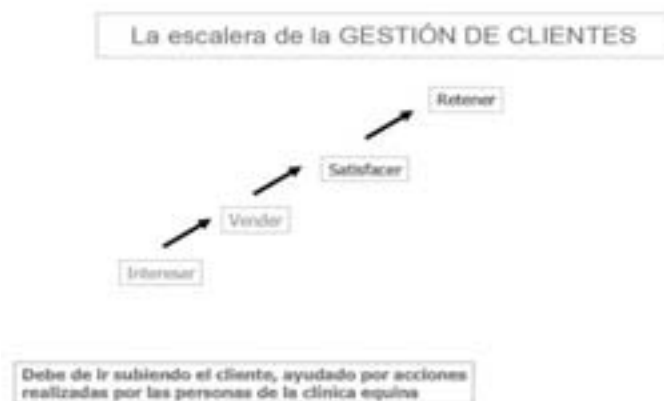 La escalera de la GESTIÓN DE CLIENTES
Retener
Satisfacer
Vender
Interesar
Debe de ir subiendo el cliente, ayudado por acciones
realizadas por las personas de la clínica equina